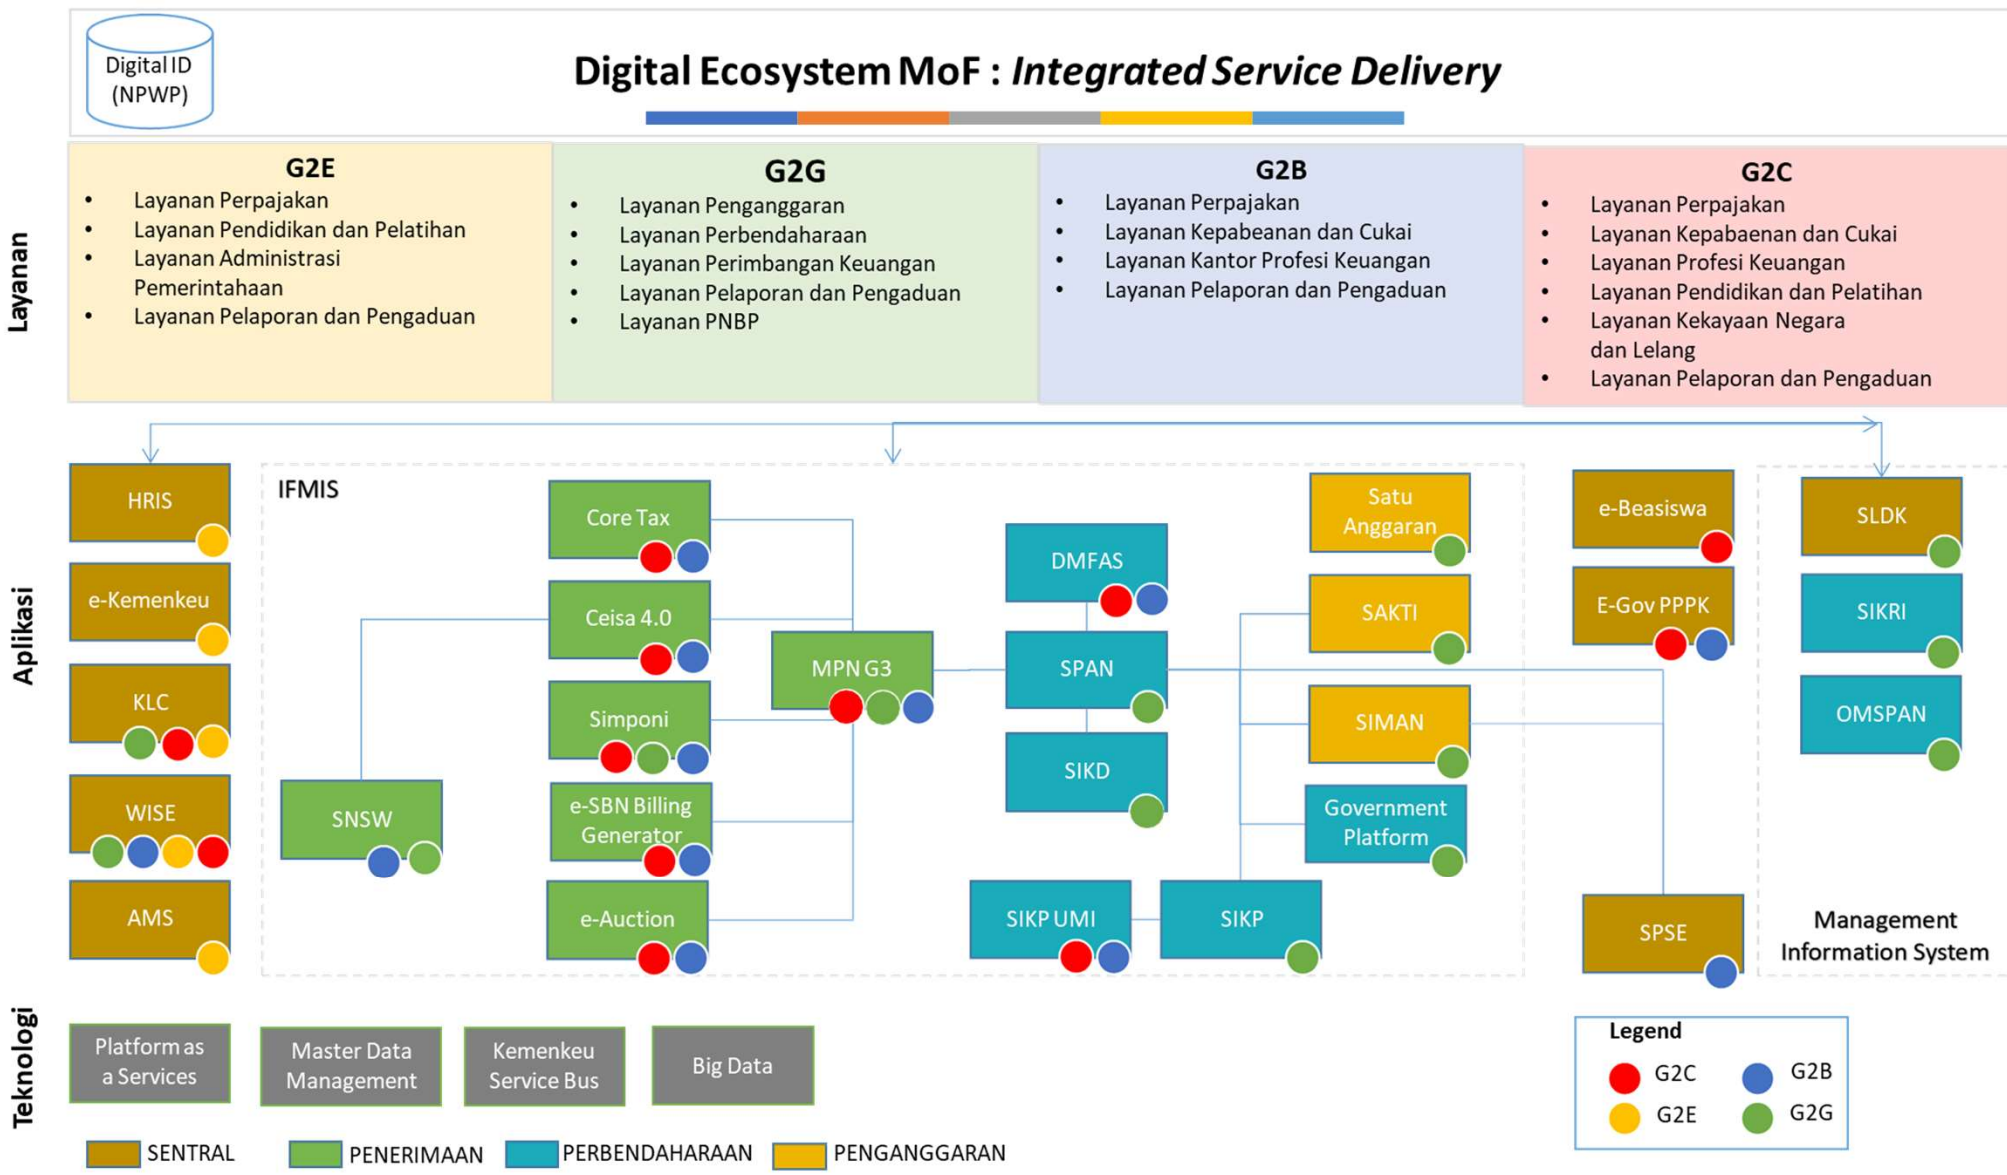 Digital ID
(NPWP)
Digital Ecosystem MoF : Integrated Service Delivery
Layanan
G2E
• Layanan Perpajakan
• Layanan Pendidikan dan Pelatihan
• Layanan Administrasi
Pemerintahaan
• Layanan Pelaporan dan Pengaduan
G2G
• Layanan Penganggaran
• Layanan Perbendaharaan
• Layanan Perimbangan Keuangan
• Layanan Pelaporan dan Pengaduan
• Layanan PNBP
G2B
• Layanan Perpajakan
• Layanan Kepabeanan dan Cukai
• Layanan Kantor Profesi Keuangan
• Layanan Pelaporan dan Pengaduan
G2C
• Layanan Perpajakan
• Layanan Kepabaenan dan Cukai
• Layanan Profesi Keuangan
• Layanan Pendidikan dan Pelatihan
• Layanan Kekayaan Negara
dan Lelang
• Layanan Pelaporan dan Pengaduan
Aplikasi
HRIS
e-Kemenkeu
KLC
WISE
AMS
IFMIS
SNSW
Core Tax
Ceisa 4.0
Simponi
e-SBN Billing
Generator
e-Auction
MPN G3
DMFAS
SPAN
SIKD
SIKP UMI
SIKP
Satu
Anggaran
SAKTI
SIMAN
Government
Platform
e-Beasiswa
E-Gov PPPK
SPSE
SLDK
SIKRI
OMSPAN
Management
Information System
Teknologi
Platform as
a Services
Master Data
Management
Kemenkeu
Service Bus
Big Data
Legend
G2C
G2B
G2E
G2G
SENTRAL
PENERIMAAN
PERBENDAHARAAN
PENGANGGARAN